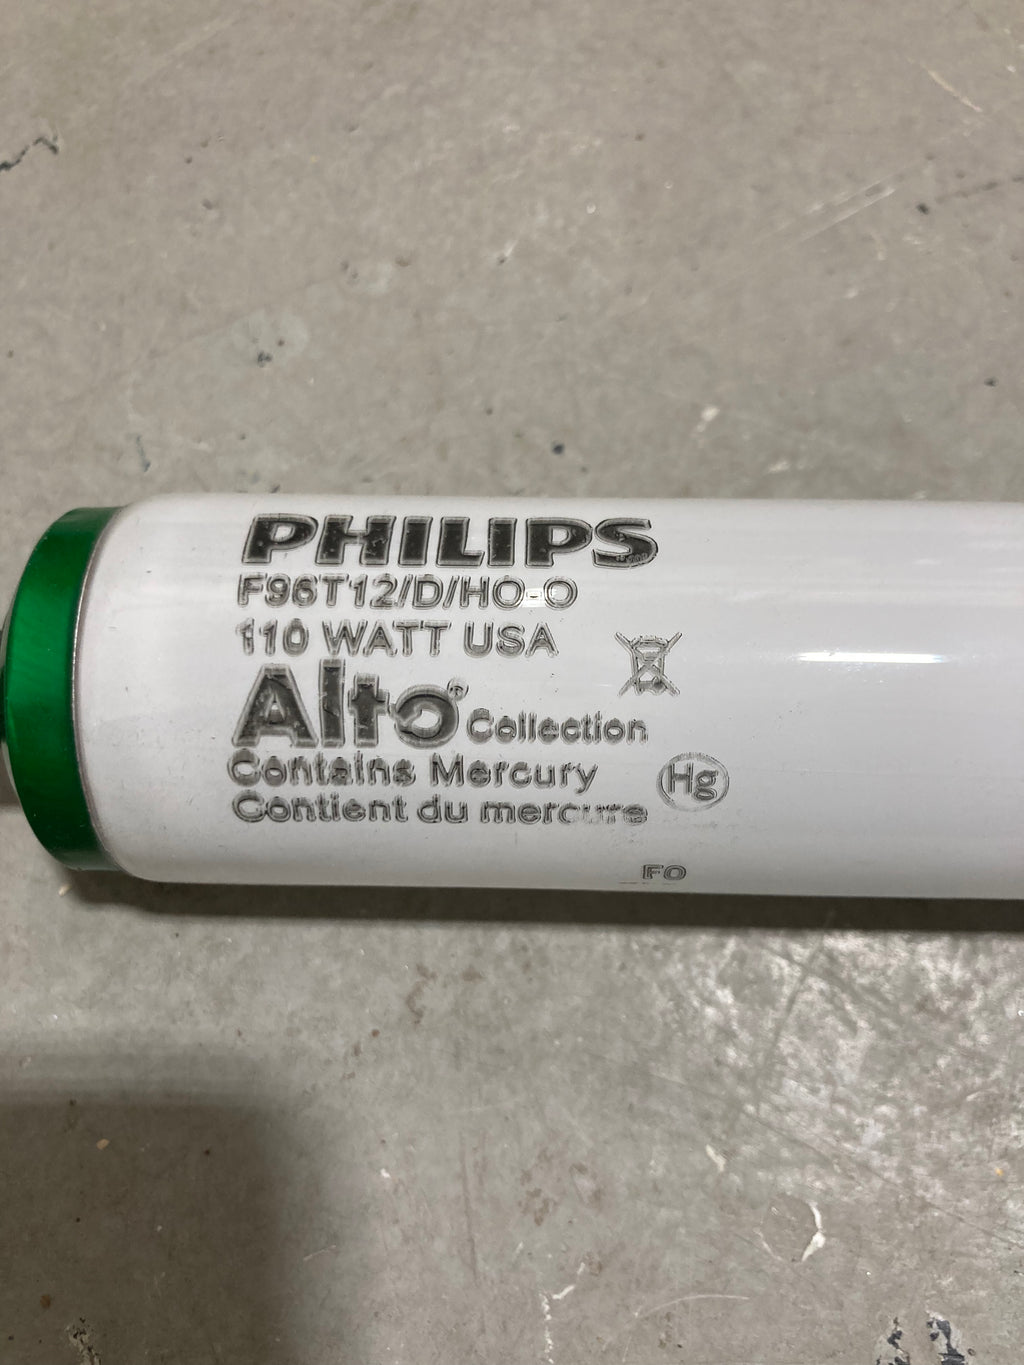 PHILIPS
F96T12/D/HO-O
110 WATT USA
Alto® Collection
Contains Mercury
Contient du mercure
Hg
FO